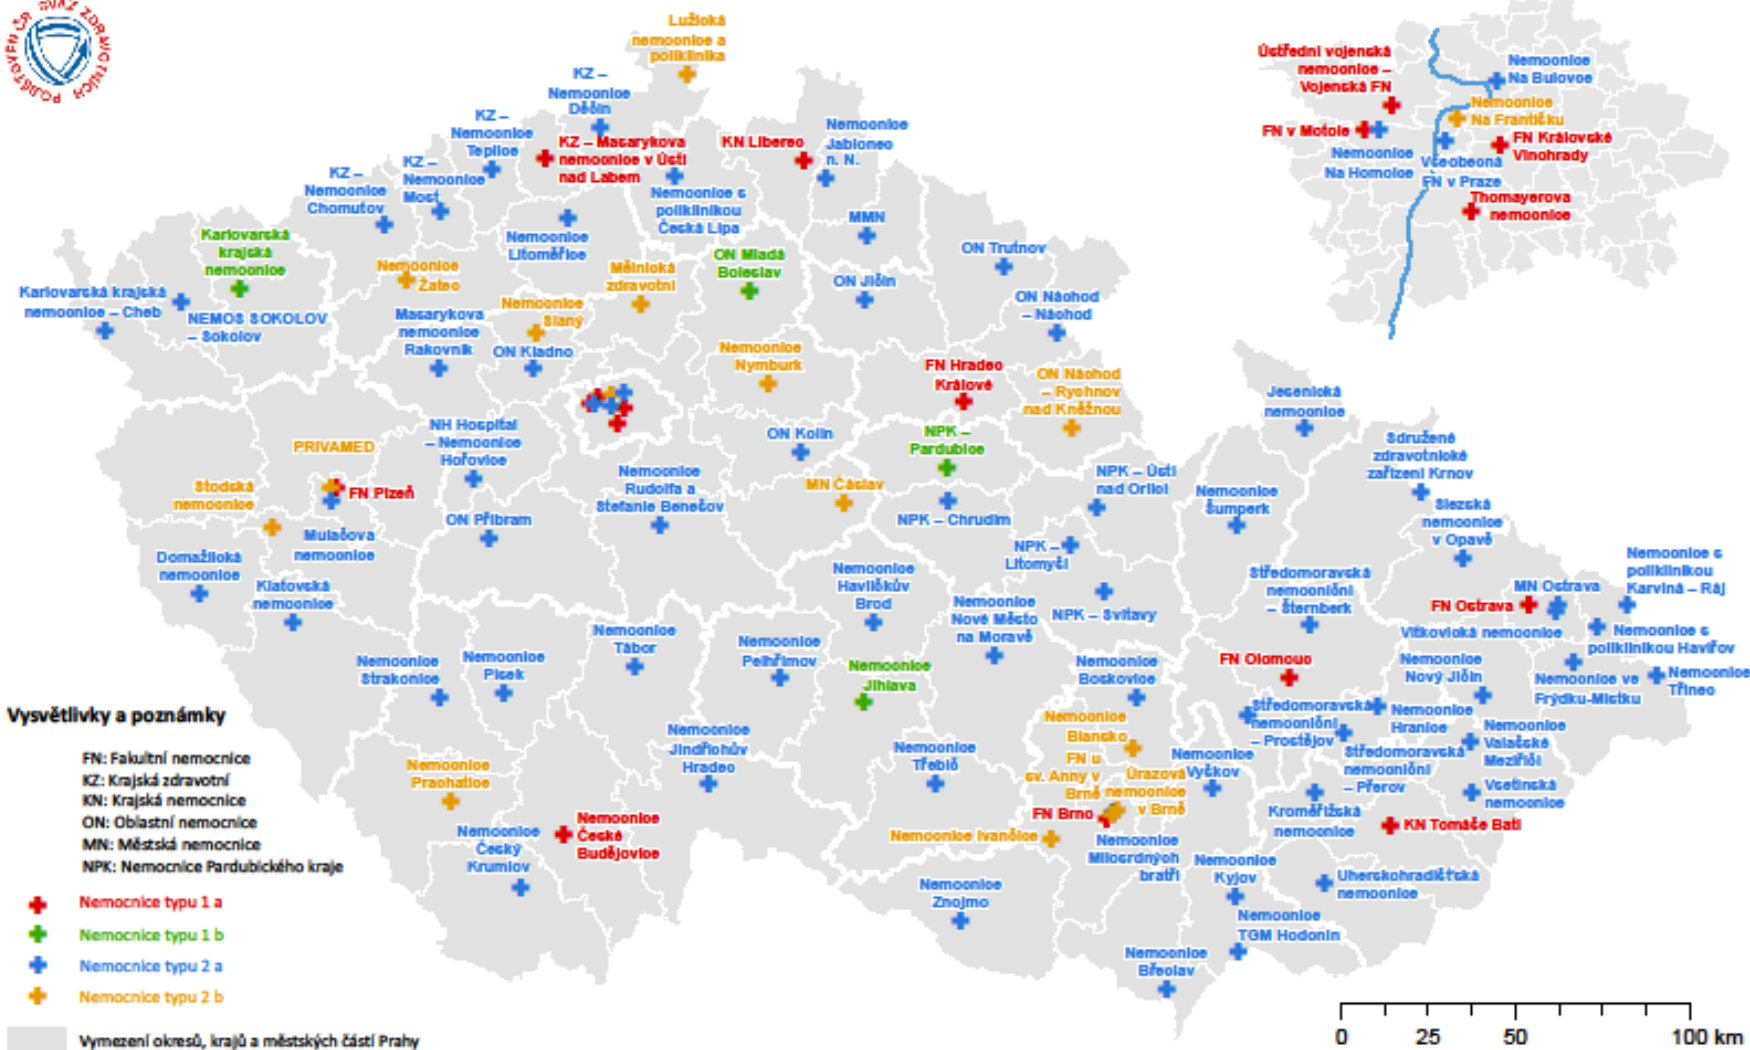 SVAZ ZDRAVOTNÍCH POJIŠŤOVEN ČR
Lužická
nemocnice a
poliklinika
KZ –
Nemocnice
Děčín
KZ –
Nemocnice
Teplice
KZ – Masarykova
nemocnice v Ústí
nad Labem
KN Liberec
Nemocnice
Jablonec
n. N.
KZ –
Nemocnice
Most
KZ –
Nemocnice
Chomutov
Nemocnice s
poliklinikou
Česká Lípa
Nemocnice
Litoměřice
MMN
ON Trutnov
Karlovarská
krajská
nemocnice
Nemocnice
Žatec
Mělnická
zdravotní
ON Mladá
Boleslav
ON Jičín
ON Náchod
– Náchod
Karlovarská krajská
nemocnice – Cheb
NEMOS SOKOLOV
– Sokolov
Masarykova
nemocnice
Rakovník
Nemocnice
Slaný
ON Kladno
Nemocnice
Nymburk
FN Hradec
Králové
ON Náchod
– Rychnov
nad Kněžnou
Jesenická
nemocnice
PRIVAMED
NH Hospital
– Nemocnice
Hořovice
ON Kolín
NPK –
Pardubice
Sdružené
zdravotnické
zařízení Krnov
Stodská
nemocnice
FN Plzeň
Nemocnice
Rudolfa a
Stefanie Benešov
MN Čáslav
NPK – Ústí
nad Orlicí
Nemocnice
Šumperk
Slezská
nemocnice
v Opavě
Mulačova
nemocnice
ON Příbram
NPK – Chrudim
NPK –
Litomyšl
Domažlická
nemocnice
Klatovská
nemocnice
Nemocnice
Havlíčkův
Brod
Nemocnice
Nové Město
na Moravě
NPK – Svitavy
Středomoravská
nemocniční
– Šternberk
FN Ostrava
MN Ostrava
Nemocnice s
poliklinikou
Karviná – Ráj
Vítkovická nemocnice
Nemocnice s
poliklinikou Havířov
Nemocnice
Strakonice
Nemocnice
Písek
Nemocnice
Tábor
Nemocnice
Pelhřimov
Nemocnice
Jihlava
Nemocnice
Boskovice
FN Olomouc
Nemocnice
Nový Jičín
Nemocnice ve
Frýdku-Místku
Nemocnice
Třinec
Nemocnice
Blansko
Středomoravská
nemocniční
– Prostějov
Nemocnice
Hranice
Nemocnice
Valašské
Meziříčí
Nemocnice
Prachatice
Nemocnice
Jindřichův
Hradec
Nemocnice
Třebíč
FN u
sv. Anny v
Brně
Úrazová
nemocnice
v Brně
Nemocnice
Vyškov
Středomoravská
nemocniční
– Přerov
Vsetínská
nemocnice
Nemocnice
Český
Krumlov
Nemocnice
České
Budějovice
Nemocnice Ivančice
FN Brno
Nemocnice
Milosrdných
bratří
Kroměřížská
nemocnice
KN Tomáše Bati
Nemocnice
Znojmo
Nemocnice
Kyjov
Uherskohradišťská
nemocnice
Nemocnice
TGM Hodonín
Nemocnice
Břeclav
Ústřední vojenská
nemocnice –
Vojenská FN
Nemocnice
Na Bulovce
Nemocnice
Na Františku
FN v Motole
FN Královské
Vinohrady
Nemocnice
Na Homolce
Všeobecná
FN v Praze
Thomayerova
nemocnice
Vysvětlivky a poznámky
FN: Fakultní nemocnice
KZ: Krajská zdravotní
KN: Krajská nemocnice
ON: Oblastní nemocnice
MN: Městská nemocnice
NPK: Nemocnice Pardubického kraje
Nemocnice typu 1 a
Nemocnice typu 1 b
Nemocnice typu 2 a
Nemocnice typu 2 b
Vymezení okresů, krajů a městských částí Prahy
0 25 50 100 km